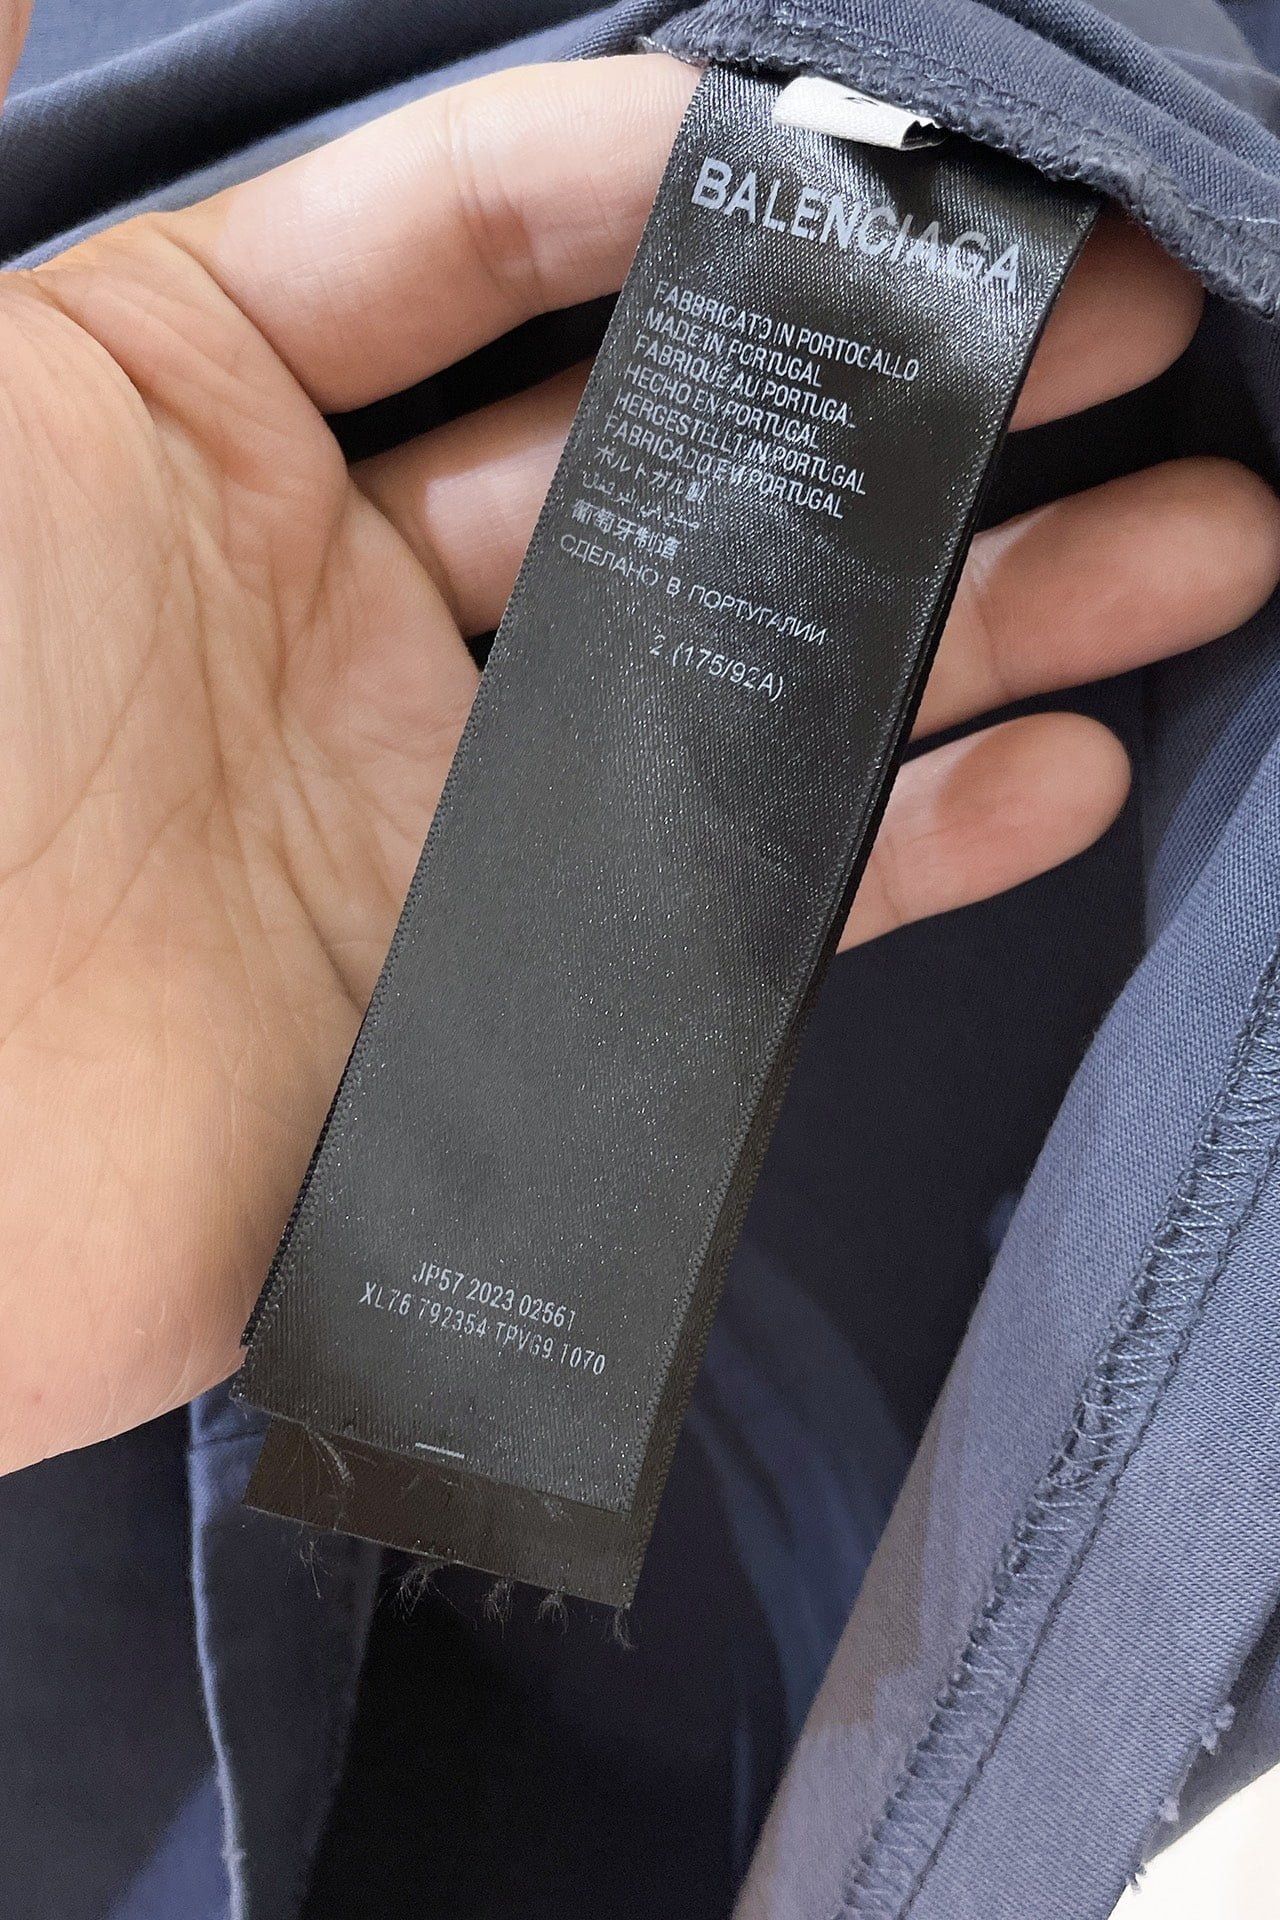 BALENCIAGA
FABBRICATO IN PORTOCALLO
MADE IN PORTUGAL
FABRIQUE AU PORTUGAL
HECHO EN PORTUGAL
HERGESTELLT IN PORTUGAL
FABRICADO EM PORTUGAL
ポルトガル製
葡萄牙制造
СДЕЛАНО В ПОРТУГАЛИИ
2 (175/92A)
JP57 2023 02561
XL76 792354 TPVG9 1070